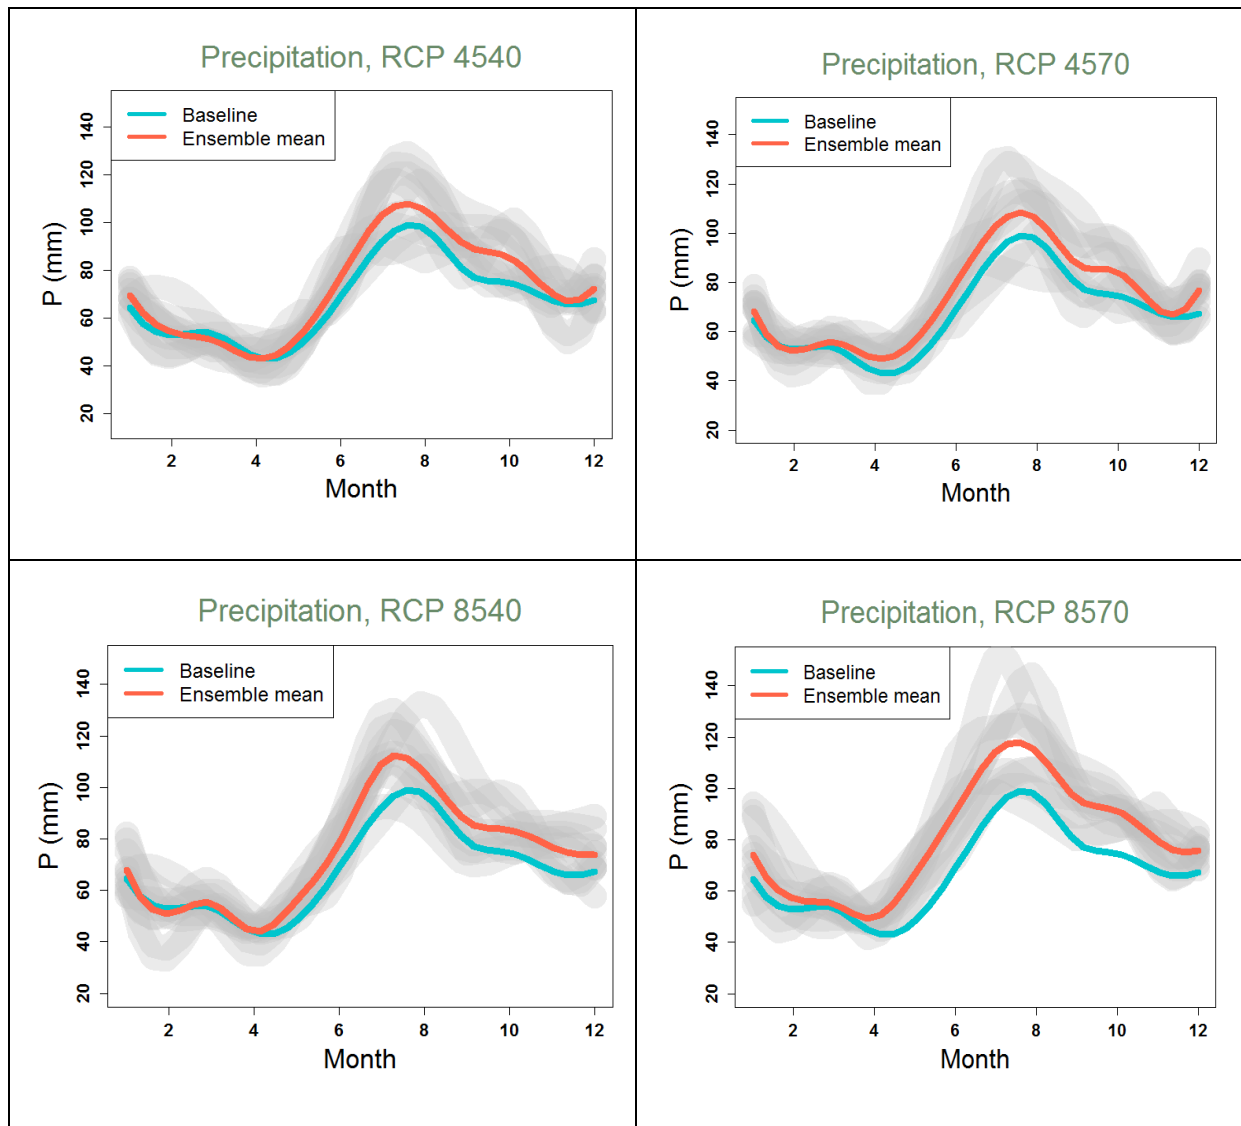 Precipitation, RCP 4540
Baseline
Ensemble mean
P (mm)
140
120
100
80
60
40
20
2 4 6 8 10 12
Month
Precipitation, RCP 4570
Baseline
Ensemble mean
P (mm)
140
120
100
80
60
40
20
2 4 6 8 10 12
Month
Precipitation, RCP 8540
Baseline
Ensemble mean
P (mm)
140
120
100
80
60
40
20
2 4 6 8 10 12
Month
Precipitation, RCP 8570
Baseline
Ensemble mean
P (mm)
140
120
100
80
60
40
20
2 4 6 8 10 12
Month